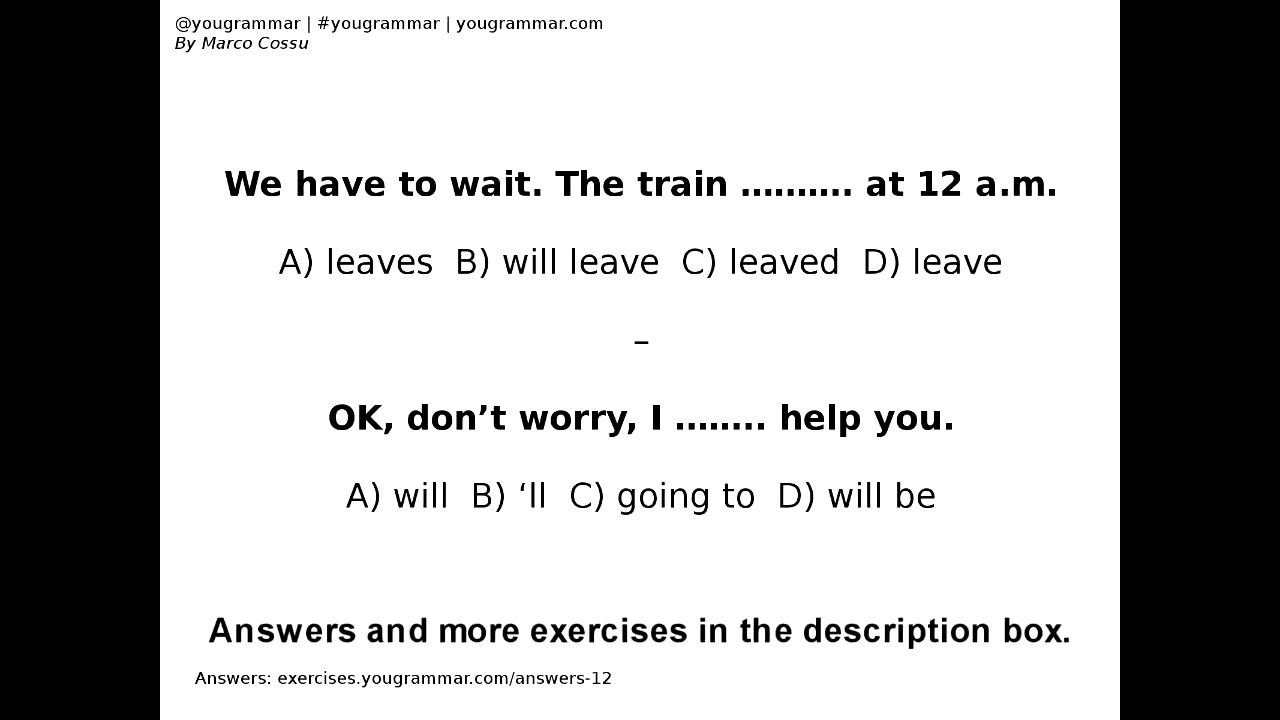 @yougrammar | #yougrammar | yougrammar.com
By Marco Cossu
We have to wait. The train .......... at 12 a.m.
A) leaves  B) will leave  C) leaved  D) leave
–
OK, don’t worry, I ........ help you.
A) will  B) ‘ll  C) going to  D) will be
Answers and more exercises in the description box.
Answers: exercises.yougrammar.com/answers-12